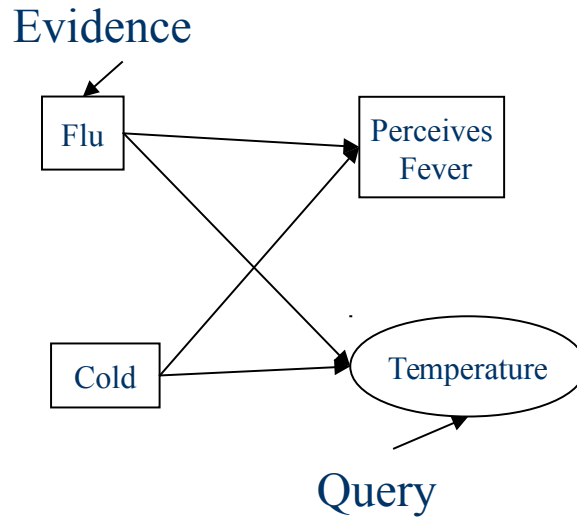 Evidence
Flu
Perceives
Fever
Cold
Temperature
Query